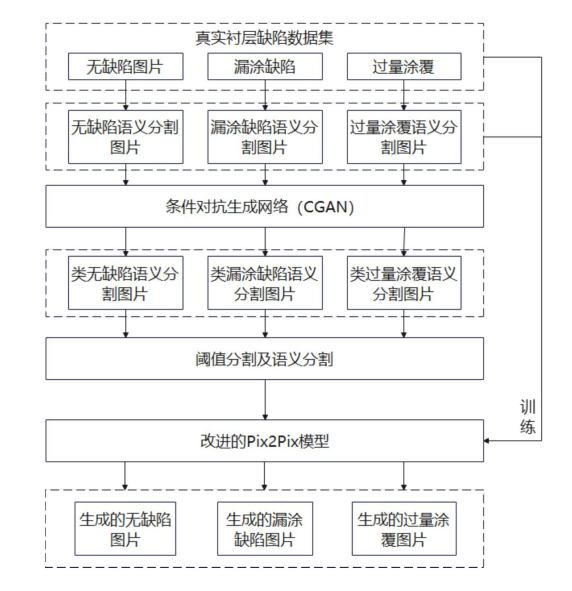 真实衬层缺陷数据集
无缺陷图片
漏涂缺陷
过量涂覆
无缺陷语义分割
图片
漏涂缺陷语义分
割图片
过量涂覆语义分
割图片
条件对抗生成网络（CGAN）
类无缺陷语义分
割图片
类漏涂缺陷语义
分割图片
类过量涂覆语义
分割图片
阈值分割及语义分割
训
练
改进的Pix2Pix模型
生成的无缺陷
图片
生成的漏涂
缺陷图片
生成的过量涂
覆图片